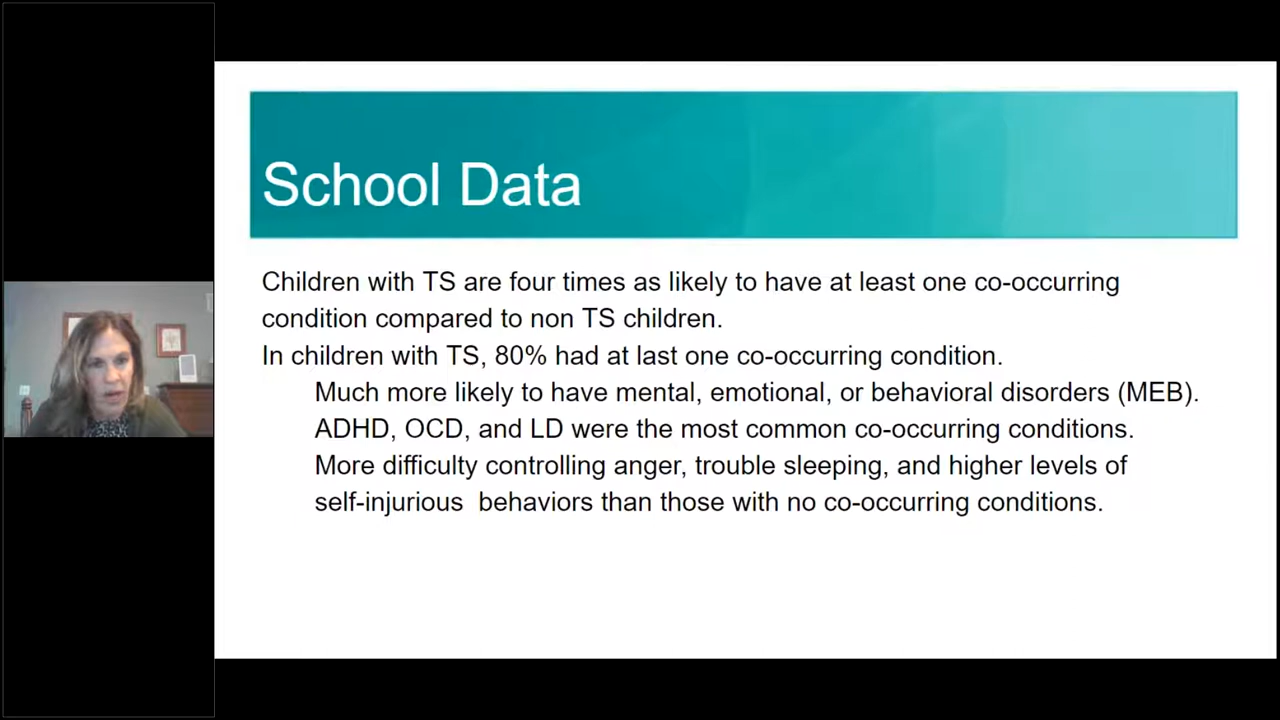 School Data
Children with TS are four times as likely to have at least one co-occurring
condition compared to non TS children.
In children with TS, 80% had at last one co-occurring condition.
Much more likely to have mental, emotional, or behavioral disorders (MEB).
ADHD, OCD, and LD were the most common co-occurring conditions.
More difficulty controlling anger, trouble sleeping, and higher levels of
self-injurious  behaviors than those with no co-occurring conditions.